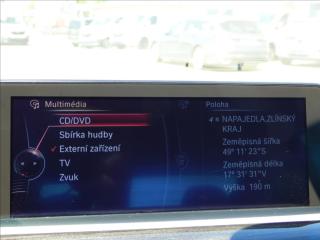 Multimédia
CD/DVD
Sbírka hudby
Externí zařízení
TV
Zvuk
Poloha
NAPAJEDLA,ZLÍNSKÝ
KRAJ
Zeměpisná šířka
49° 11' 23"S
Zeměpisná délka
17° 31' 31"V
Výška 190 m